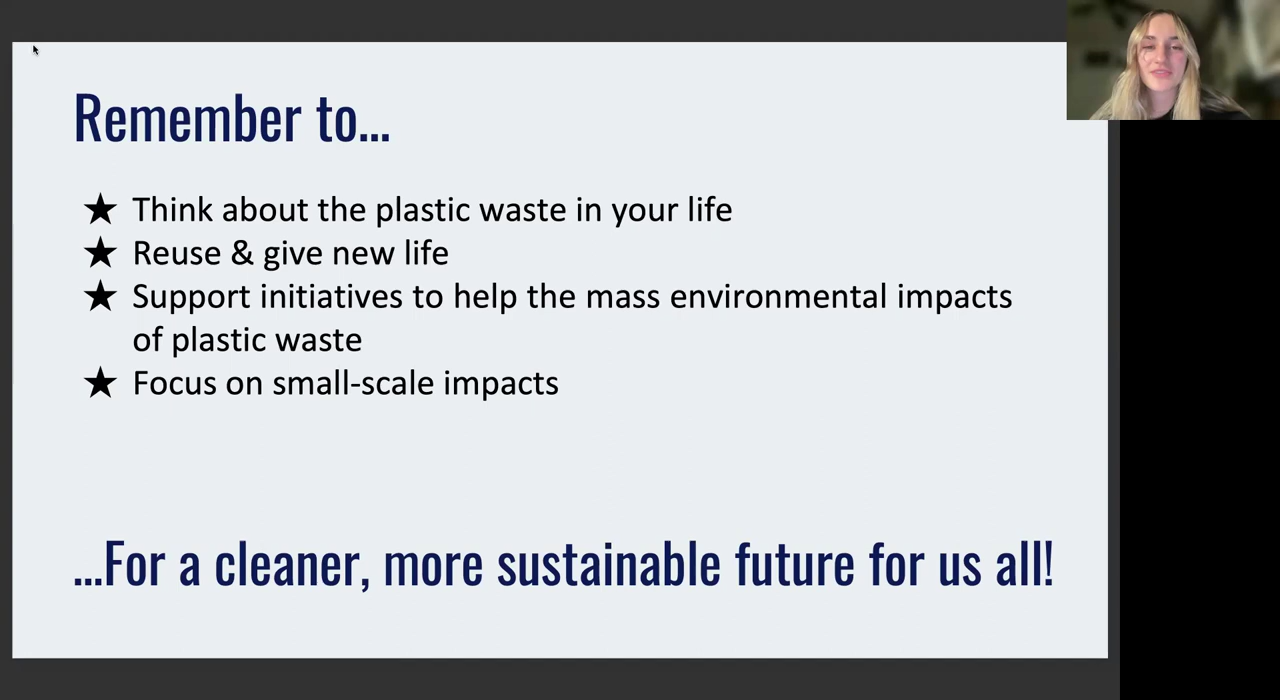 Remember to...
★ Think about the plastic waste in your life
★ Reuse & give new life
★ Support initiatives to help the mass environmental impacts
of plastic waste
★ Focus on small-scale impacts
...For a cleaner, more sustainable future for us all!